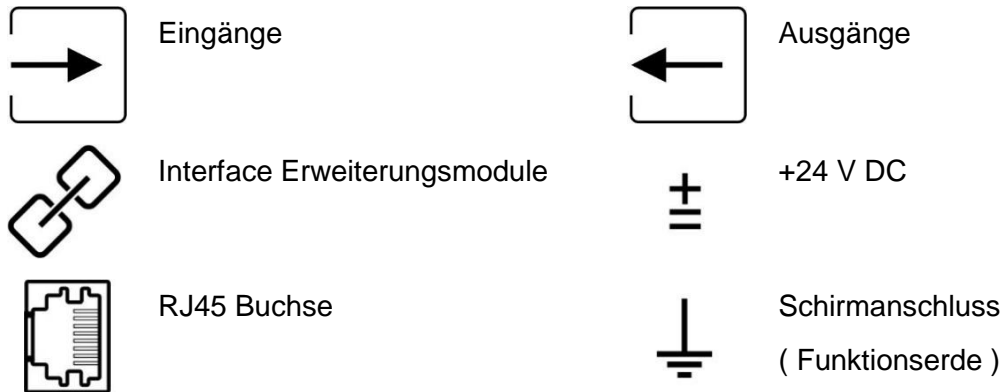 Eingänge
Ausgänge
Interface Erweiterungsmodule
+24 V DC
RJ45 Buchse
Schirmanschluss
( Funktionserde )